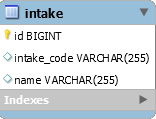 intake
id BIGINT
intake_code VARCHAR(255)
name VARCHAR(255)
Indexes